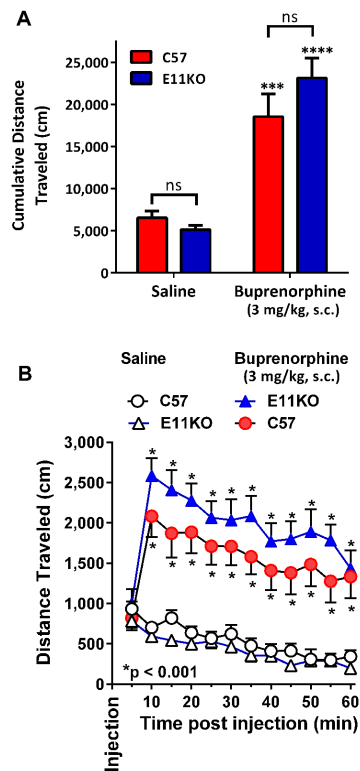 A
ns
****
C57
E11KO
***
25,000
20,000
15,000
10,000
5,000
0
Cumulative Distance
Traveled (cm)
ns
Saline
Buprenorphine
(3 mg/kg, s.c.)
B
Saline
Buprenorphine
(3 mg/kg, s.c.)
C57
E11KO
E11KO
C57
3,000
2,500
2,000
1,500
1,000
500
0
Distance Traveled (cm)
* * * * * * * * * * *
* * * * * * * * * * *
*p < 0.001
Injection
10 20 30 40 50 60
Time post injection (min)